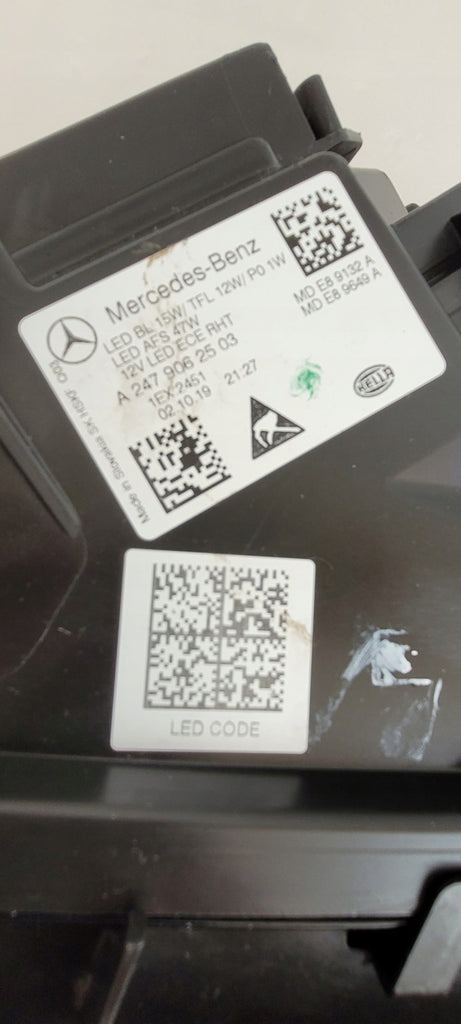 Mercedes-Benz
LED BL 15W/ TFL 12W/ P0 1W
LED AFS 47W
12V LED ECE RHT
A 247 906 25 03
1EX 2451
02.10.19 21:27
MD E8 9132 A
MD E8 9649 A
HELLA
Made in Slovakia SK HSKF
LED CODE